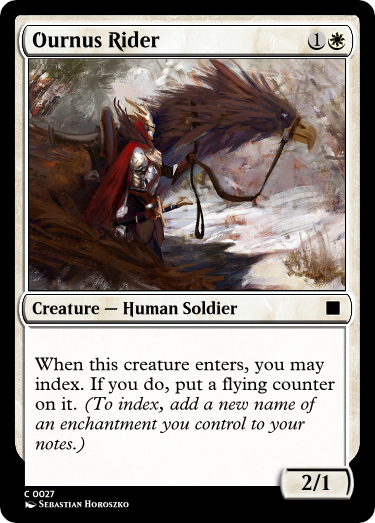 Ournus Rider 1
Creature — Human Soldier
When this creature enters, you may
index. If you do, put a flying counter
on it. (To index, add a new name of
an enchantment you control to your
notes.)
2/1
C 0027
Sebastian Horoszko